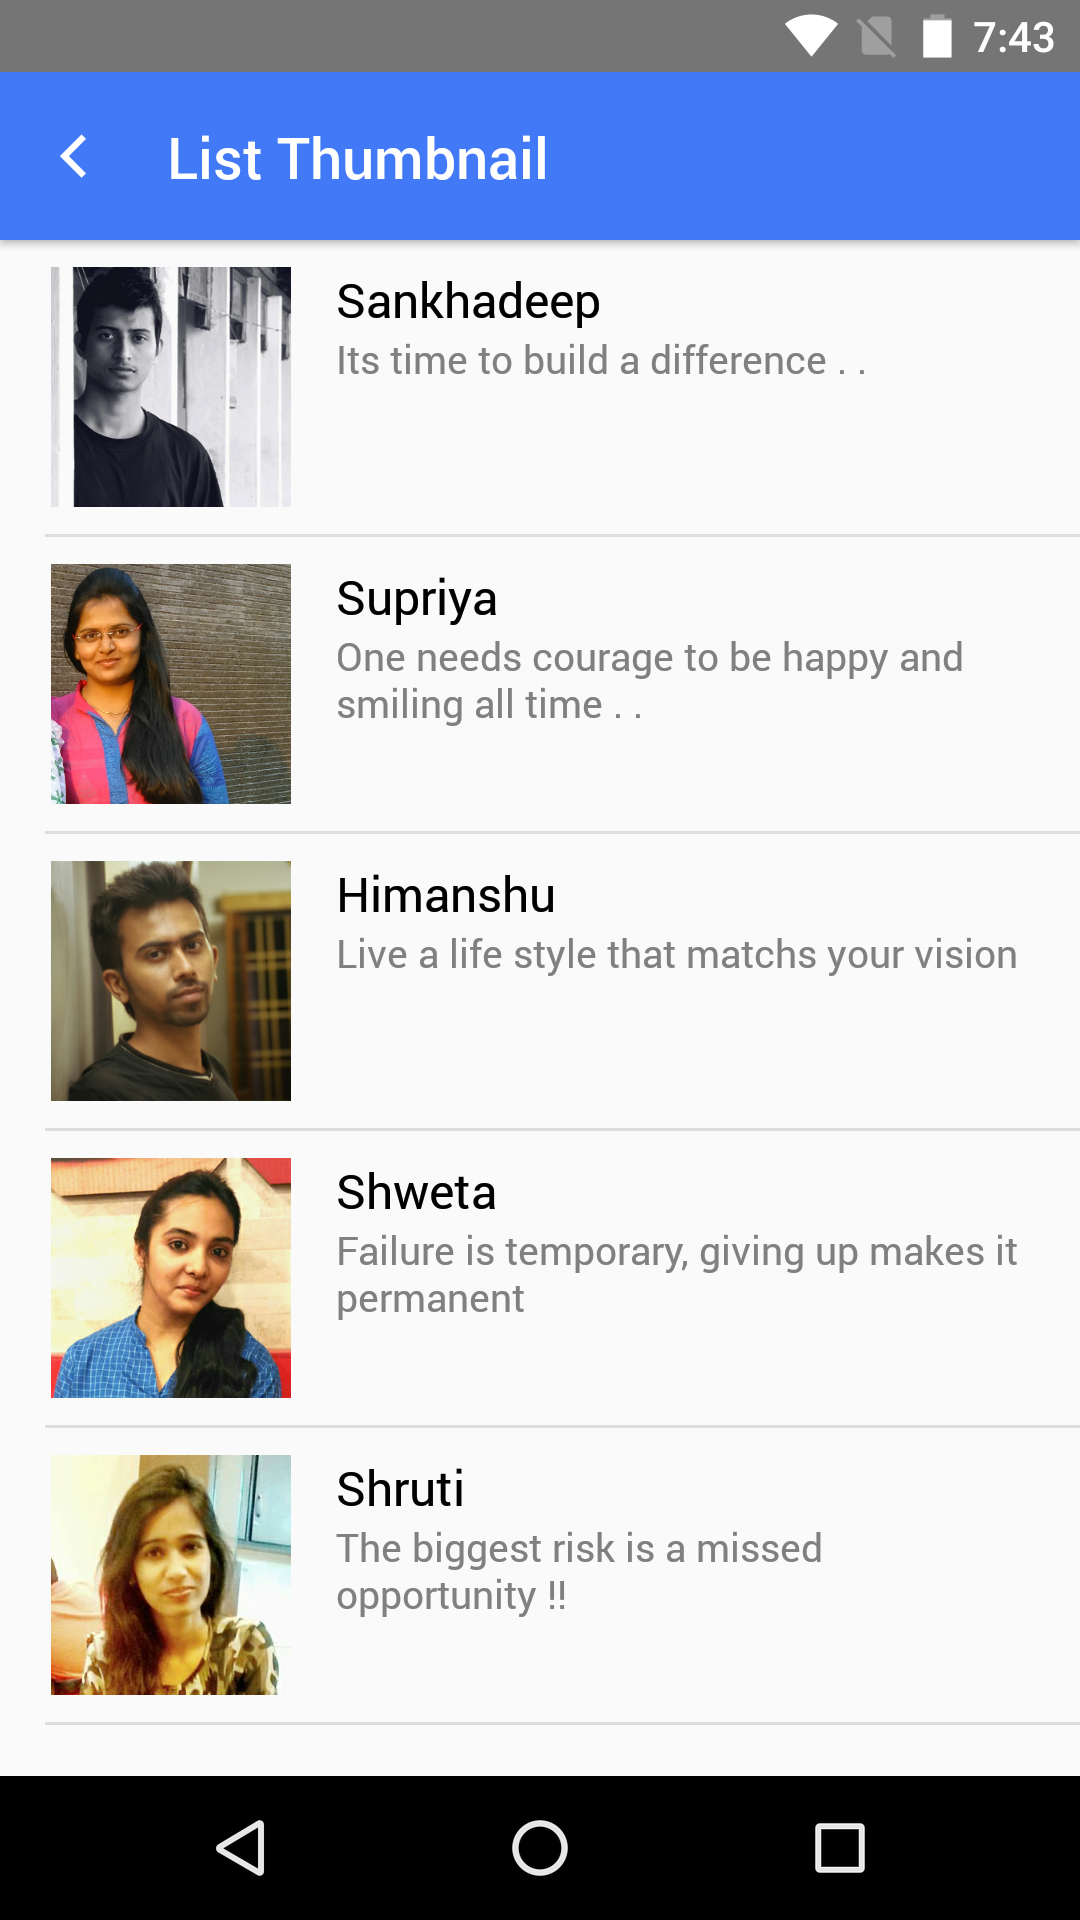 7:43
List Thumbnail
Sankhadeep
Its time to build a difference . .
Supriya
One needs courage to be happy and
smiling all time . .
Himanshu
Live a life style that matchs your vision
Shweta
Failure is temporary, giving up makes it
permanent
Shruti
The biggest risk is a missed
opportunity !!